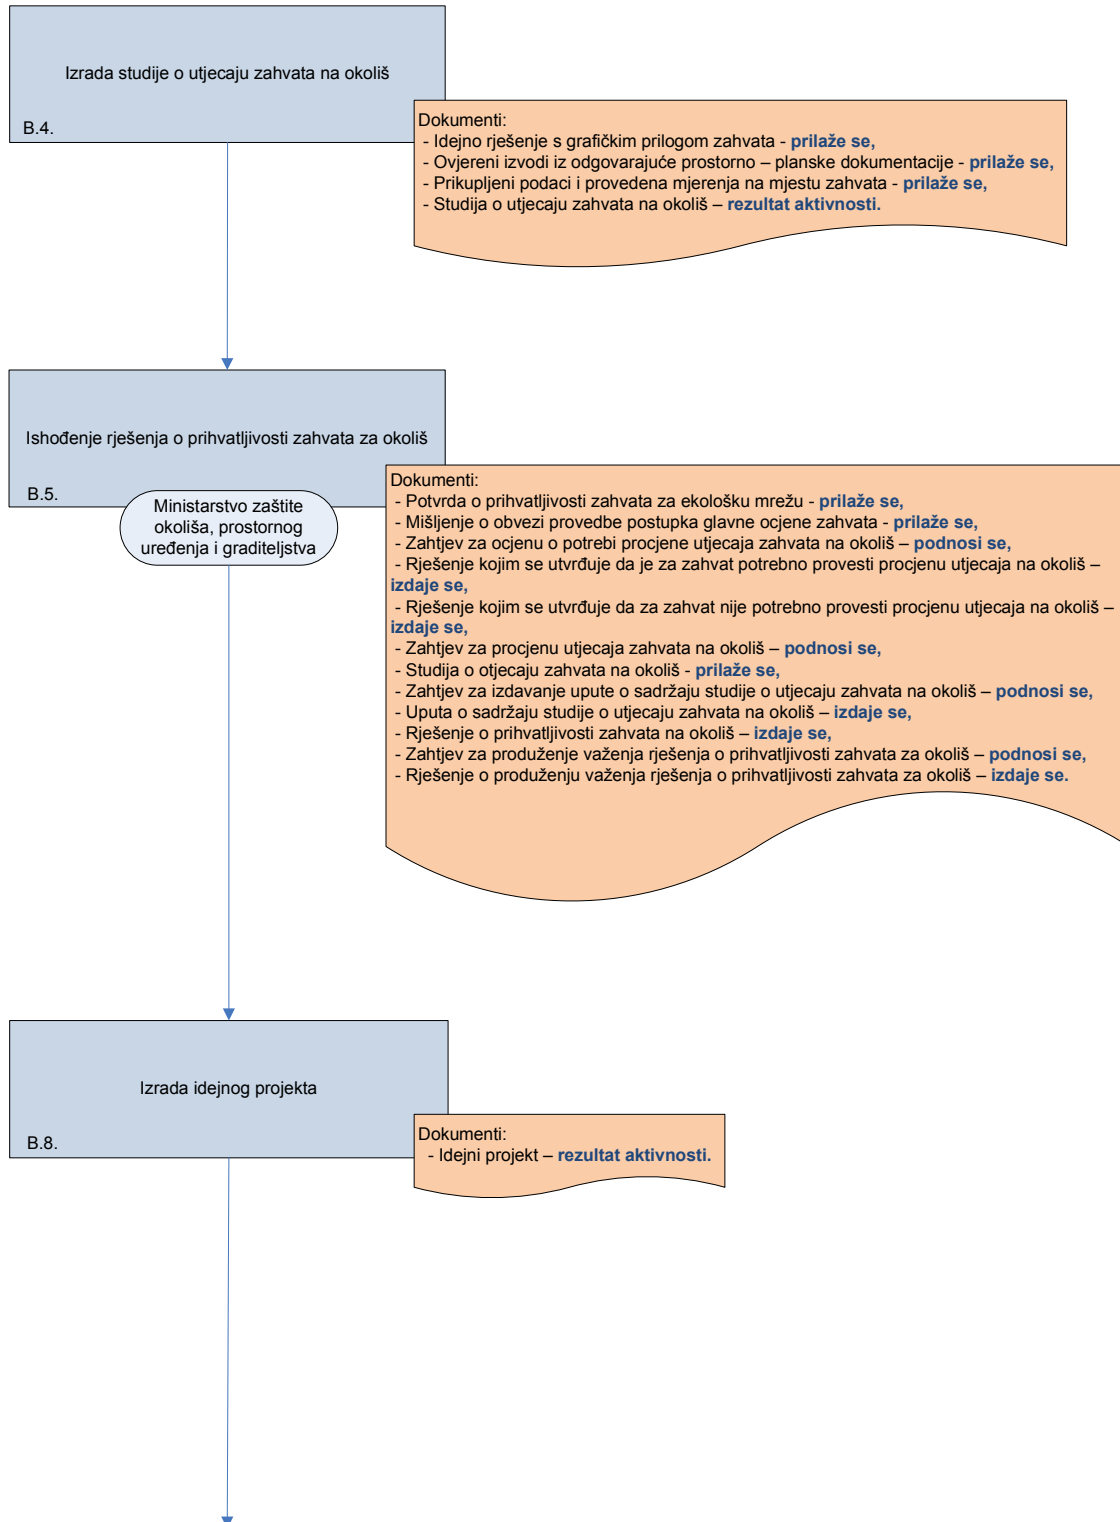 Izrada studije o utjecaju zahvata na okoliš
B.4.
Dokumenti:
- Idejno rješenje s grafičkim prilogom zahvata - prilaže se,
- Ovjereni izvodi iz odgovarajuće prostorno – planske dokumentacije - prilaže se,
- Prikupljeni podaci i provedena mjerenja na mjestu zahvata - prilaže se,
- Studija o utjecaju zahvata na okoliš – rezultat aktivnosti.
Ishođenje rješenja o prihvatljivosti zahvata za okoliš
B.5.
Ministarstvo zaštite
okoliša, prostornog
uređenja i graditeljstva
Dokumenti:
- Potvrda o prihvatljivosti zahvata za ekološku mrežu - prilaže se,
- Mišljenje o obvezi provedbe postupka glavne ocjene zahvata - prilaže se,
- Zahtjev za ocjenu o potrebi procjene utjecaja zahvata na okoliš – podnosi se,
- Rješenje kojim se utvrđuje da je za zahvat potrebno provesti procjenu utjecaja na okoliš –
izdaje se,
- Rješenje kojim se utvrđuje da za zahvat nije potrebno provesti procjenu utjecaja na okoliš –
izdaje se,
- Zahtjev za procjenu utjecaja zahvata na okoliš – podnosi se,
- Studija o otjecaju zahvata na okoliš - prilaže se,
- Zahtjev za izdavanje upute o sadržaju studije o utjecaju zahvata na okoliš – podnosi se,
- Uputa o sadržaju studije o utjecaju zahvata na okoliš – izdaje se,
- Rješenje o prihvatljivosti zahvata na okoliš – izdaje se,
- Zahtjev za produženje važenja rješenja o prihvatljivosti zahvata za okoliš – podnosi se,
- Rješenje o produženju važenja rješenja o prihvatljivosti zahvata za okoliš – izdaje se.
Izrada idejnog projekta
B.8.
Dokumenti:
- Idejni projekt – rezultat aktivnosti.